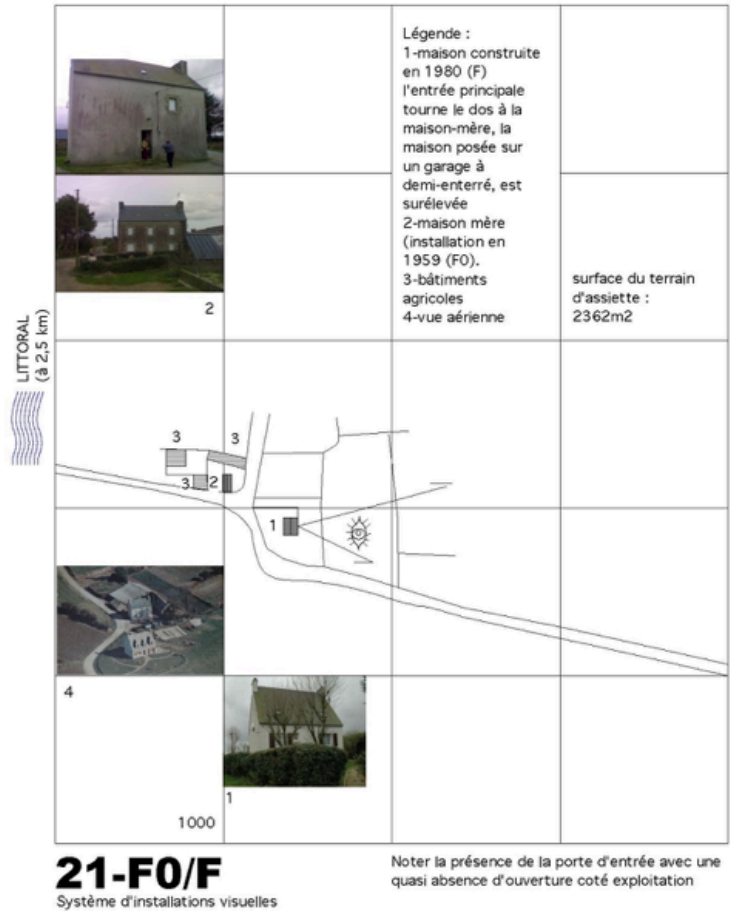 Légende :
1-maison construite
en 1980 (F)
l'entrée principale
tourne le dos à la
maison-mère, la
maison posée sur
un garage à
demi-enterré, est
surélevée
2-maison mère
(installation en
1959 (F0).
3-bâtiments
agricoles
4-vue aérienne
surface du terrain
d'assiette :
2362m2
2
LITTORAL
(à 2,5 km)
3
3
3
2
1
4
1
1000
21-F0/F
Système d'installations visuelles
Noter la présence de la porte d'entrée avec une
quasi absence d'ouverture coté exploitation